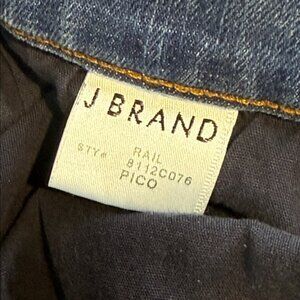 J BRAND
RAIL
STY# 8112C076
PICO